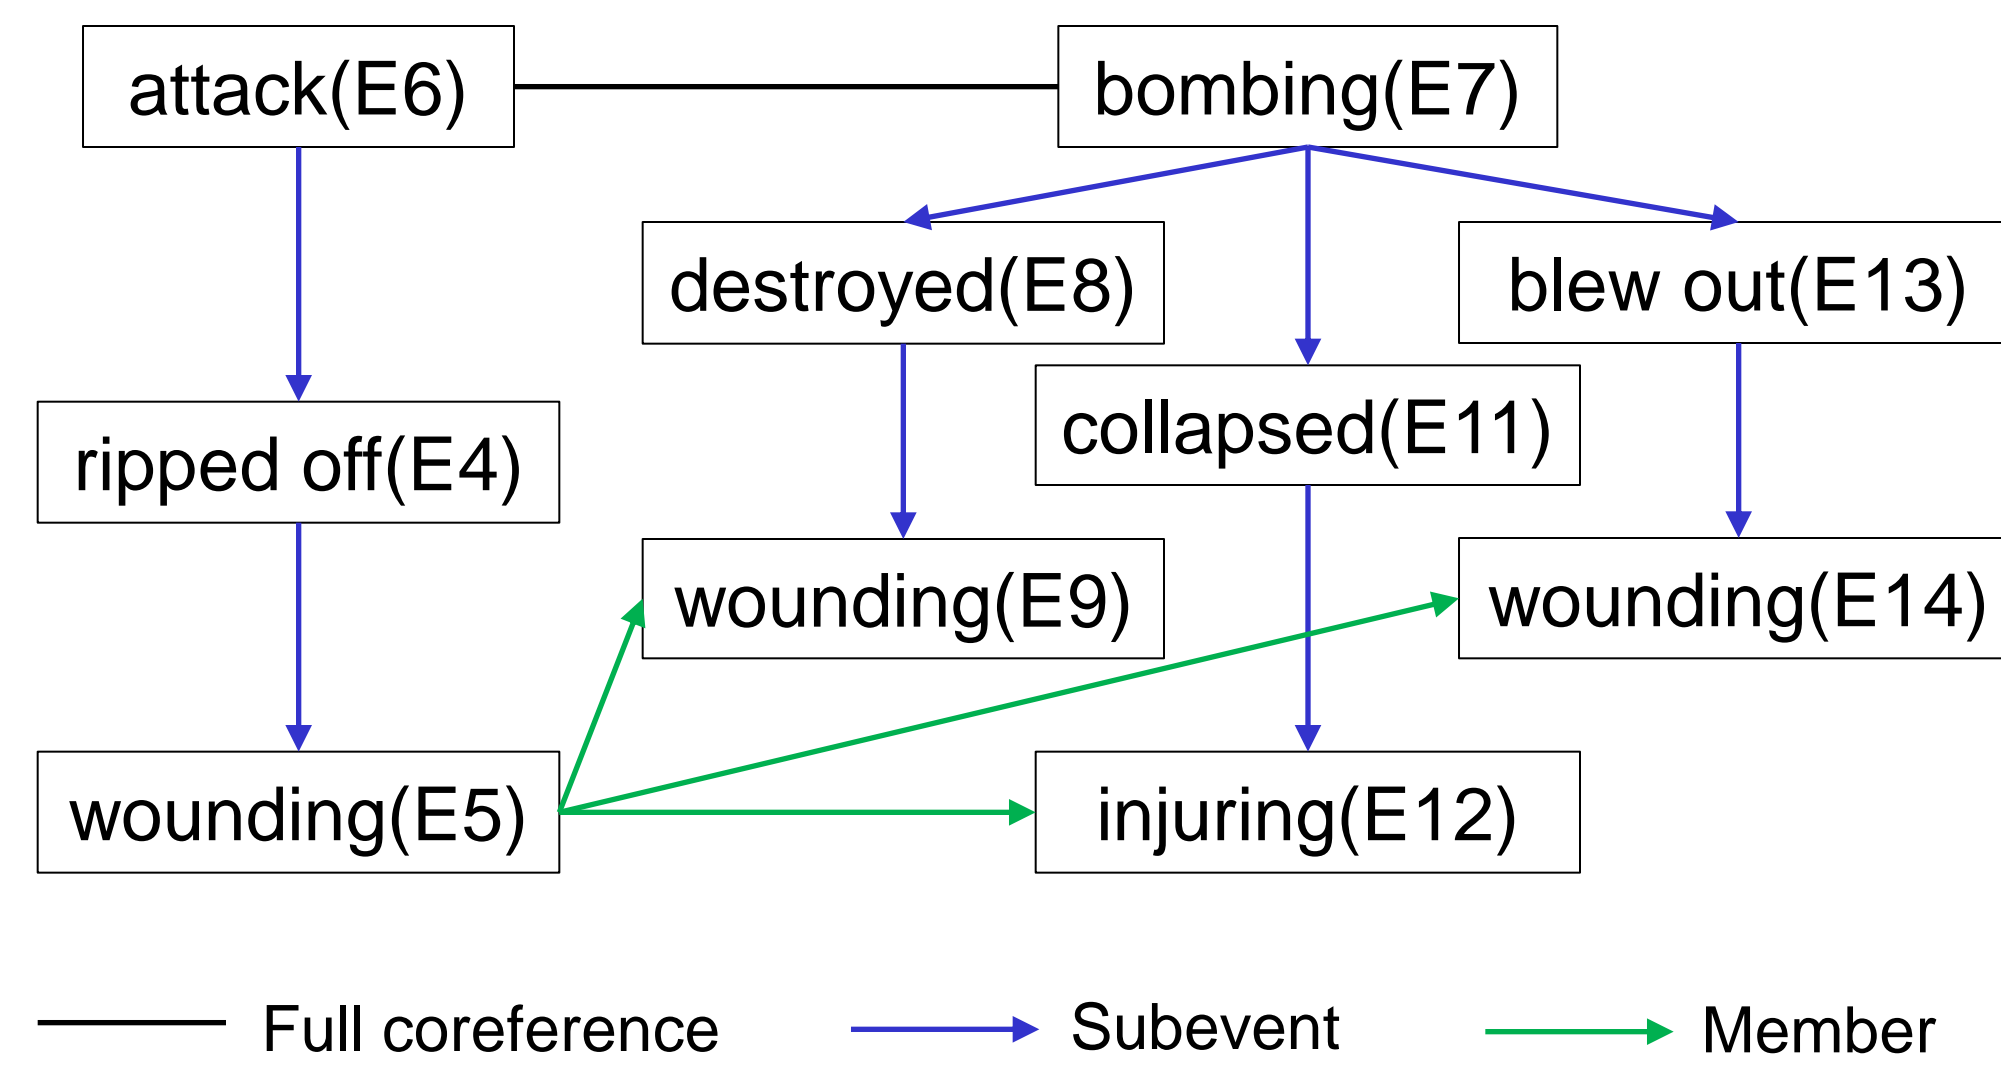 attack(E6)
bombing(E7)
destroyed(E8)
blew out(E13)
collapsed(E11)
ripped off(E4)
wounding(E9)
wounding(E14)
wounding(E5)
injuring(E12)
Full coreference
Subevent
Member